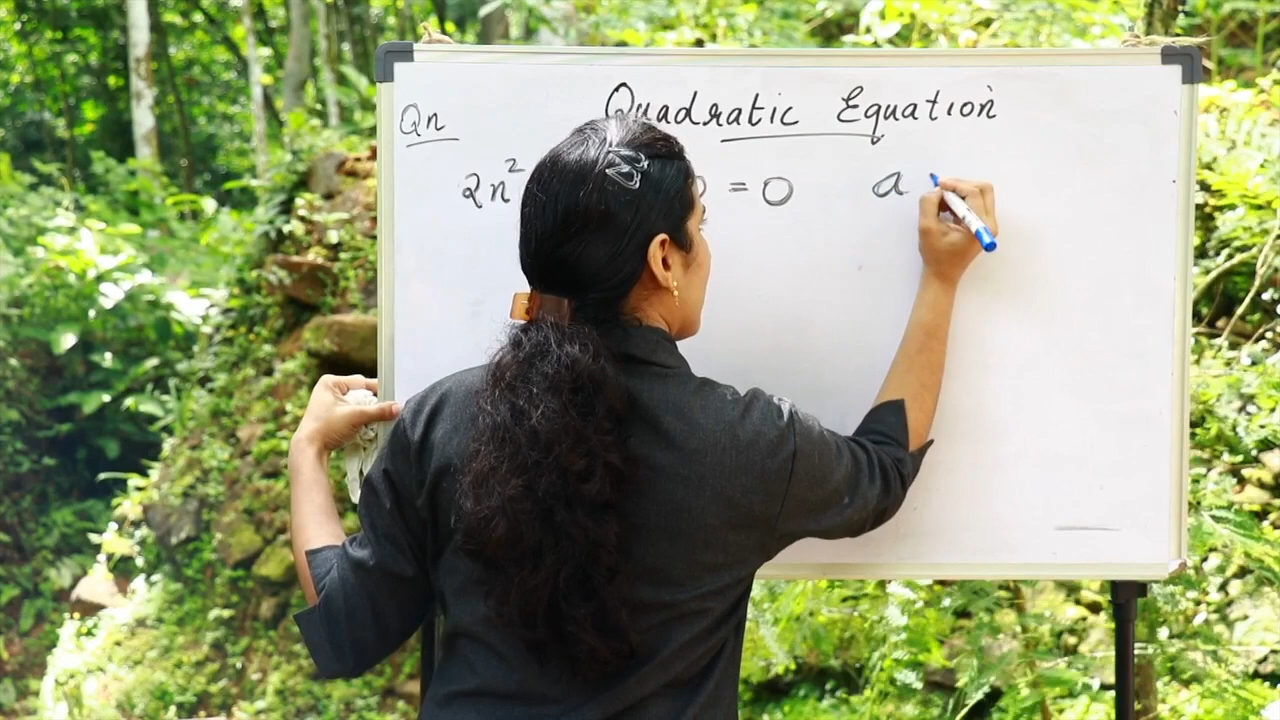 Quadratic Equation
Qn
2n² = 0 a